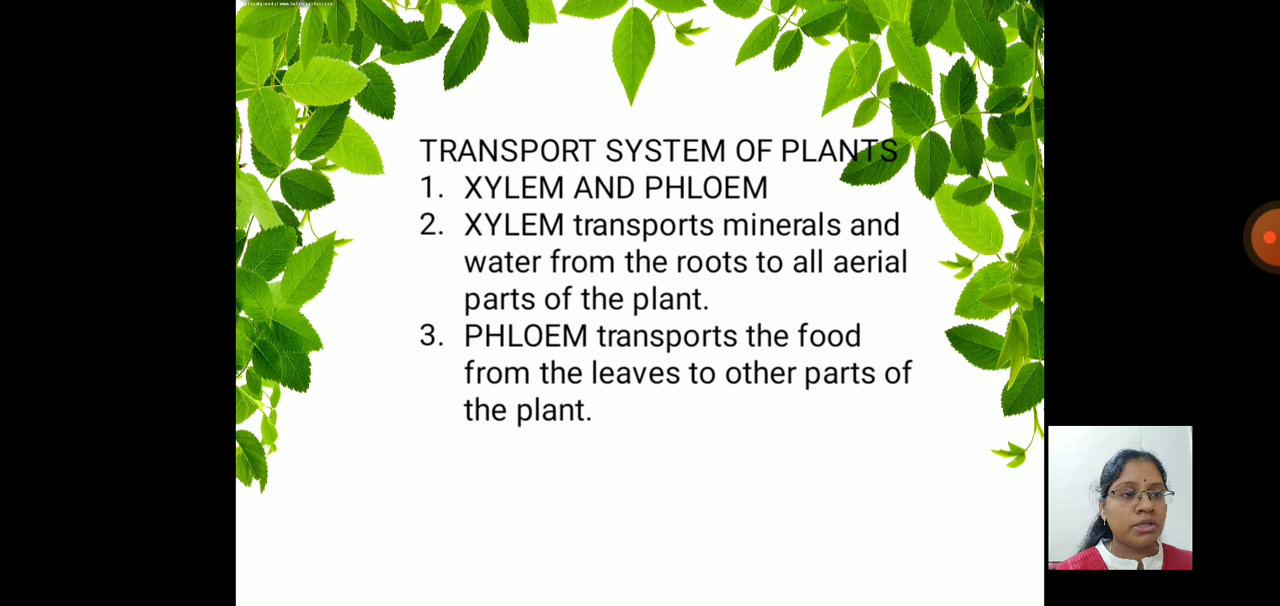 TRANSPORT SYSTEM OF PLANTS
1. XYLEM AND PHLOEM
2. XYLEM transports minerals and
water from the roots to all aerial
parts of the plant.
3. PHLOEM transports the food
from the leaves to other parts of
the plant.